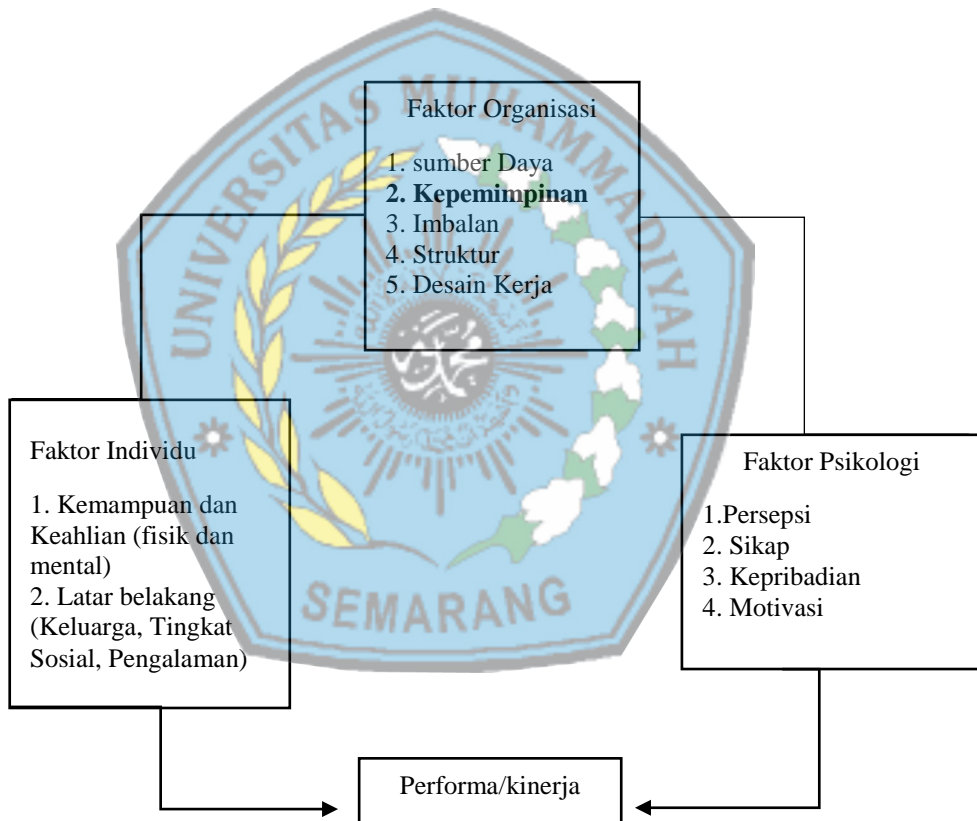 UNIVERSITAS MUHAMMADIYAH
Faktor Organisasi
1. sumber Daya
2. Kepemimpinan
3. Imbalan
4. Struktur
5. Desain Kerja
Faktor Individu
1. Kemampuan dan
Keahlian (fisik dan
mental)
2. Latar belakang
(Keluarga, Tingkat
Sosial, Pengalaman)
Faktor Psikologi
1.Persepsi
2. Sikap
3. Kepribadian
4. Motivasi
SEMARANG
Performa/kinerja